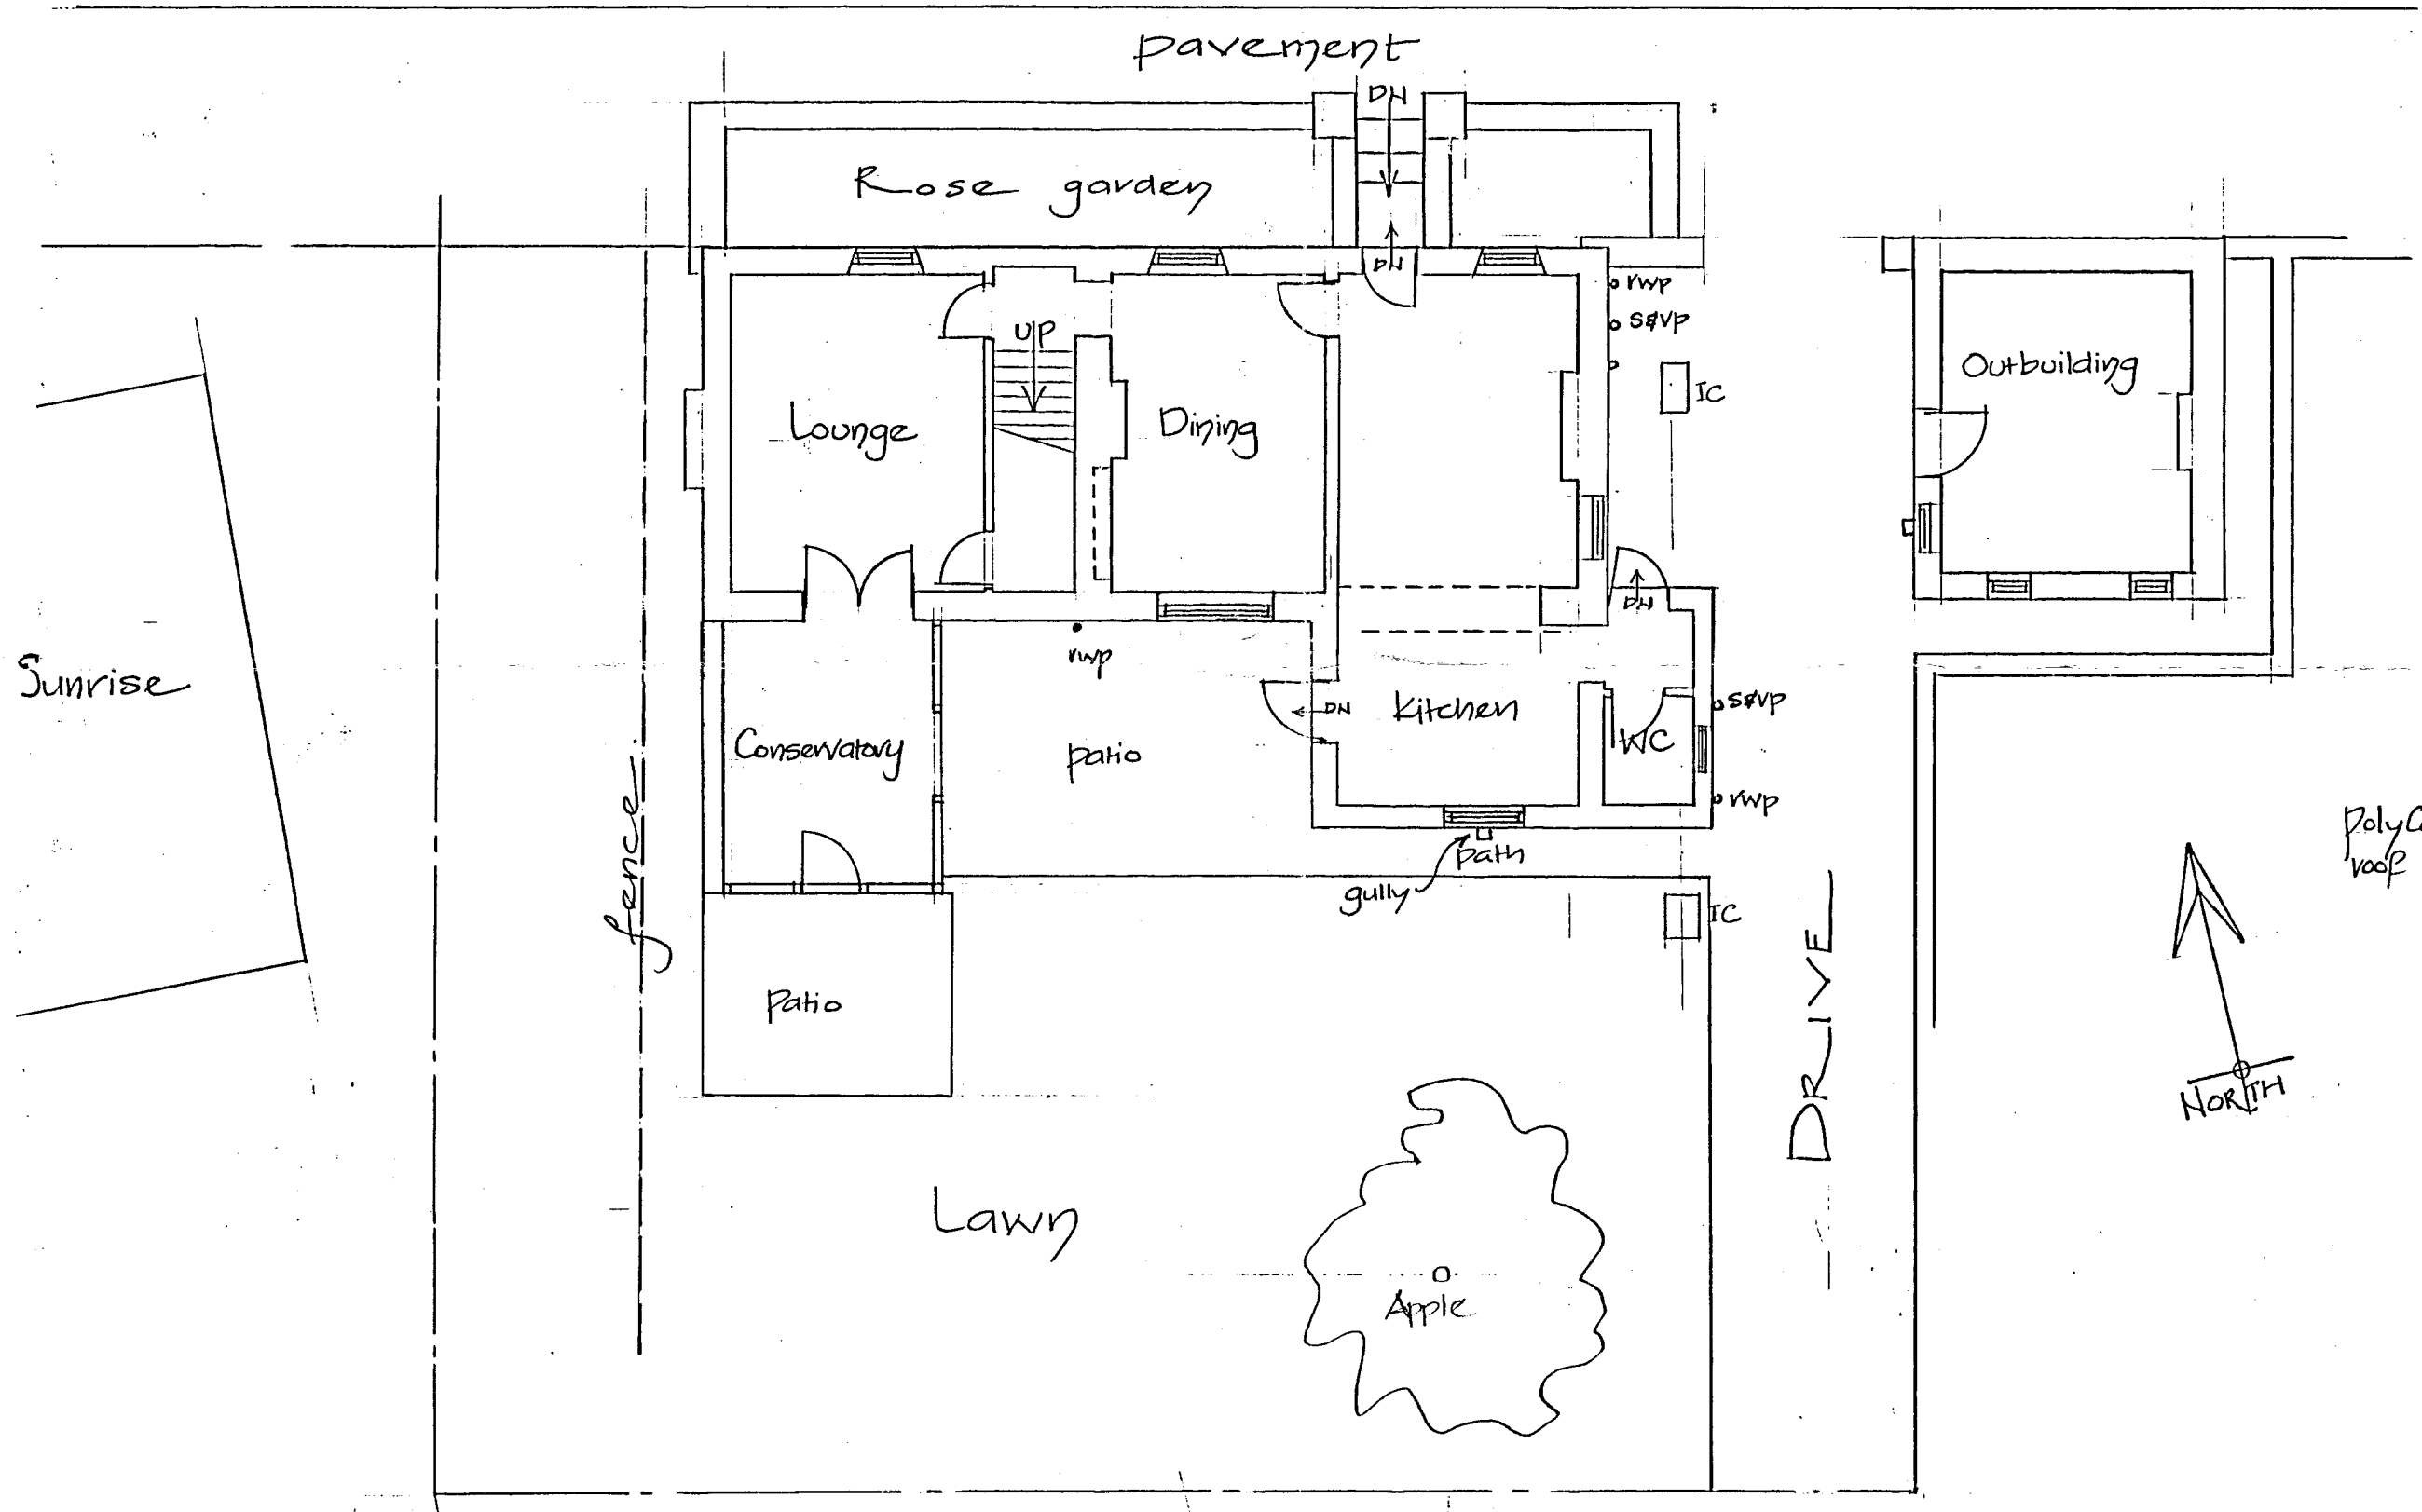 pavement
DN
Rose garden
DN
rwp
s&vp
UP
Outbuilding
IC
Lounge
Dining
DN
rwp
Sunrise
s&vp
DN
Kitchen
WC
Conservatory
patio
rwp
path
gully
IC
fence.
roof
patio
DRIVE
NORTH
Lawn
Apple